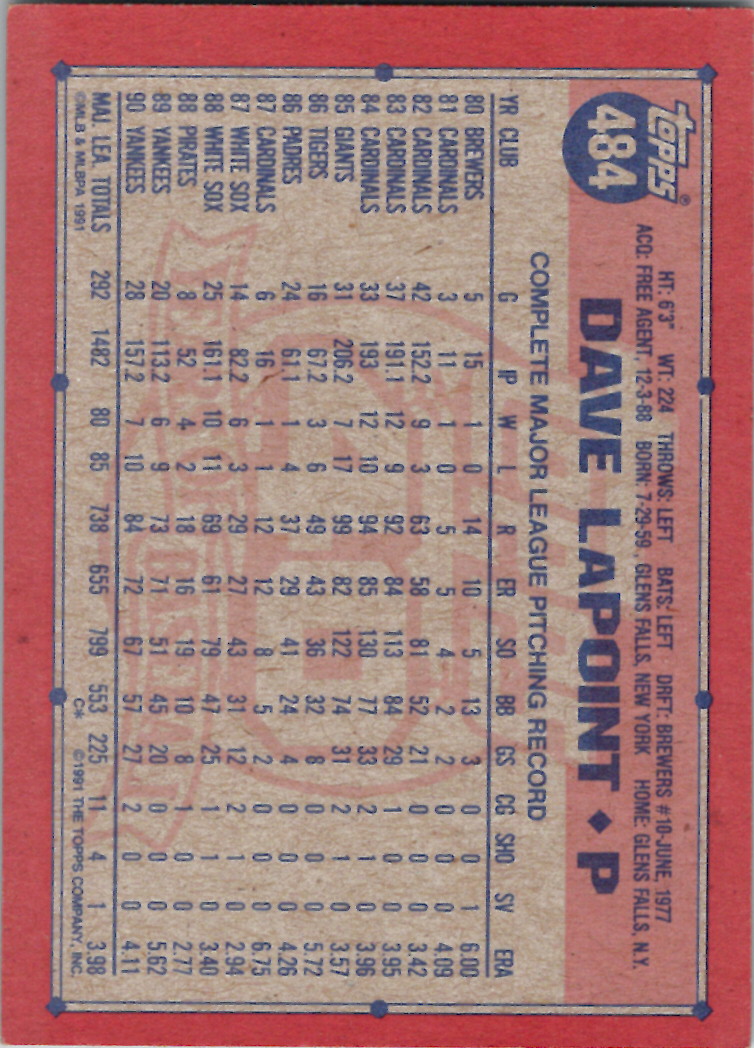 TOPPS®
484
HT: 6'3" WT: 224 THROWS: LEFT BATS: LEFT DRFT: BREWERS #10-JUNE, 1977
ACQ: FREE AGENT, 12-3-88 BORN: 7-29-59, GLENS FALLS, NEW YORK HOME: GLENS FALLS, N.Y.
DAVE LAPOINT ♦ P
COMPLETE MAJOR LEAGUE PITCHING RECORD
YR CLUB G IP W L R ER SO BB GS CG SHO SV ERA
80 BREWERS 5 15 1 0 14 10 5 13 3 0 0 1 6.00
81 CARDINALS 3 11 1 0 5 5 4 2 2 0 0 0 4.09
82 CARDINALS 42 152.2 9 3 63 58 81 52 21 0 0 0 3.42
83 CARDINALS 37 191.1 12 9 92 84 113 84 29 1 0 0 3.95
84 CARDINALS 33 193 12 10 94 85 130 77 33 2 1 0 3.96
85 GIANTS 31 206.2 7 17 99 82 122 74 31 2 1 0 3.57
86 TIGERS 16 67.2 3 6 49 43 36 32 8 0 0 0 5.72
86 PADRES 24 61.1 1 4 37 29 41 24 4 0 0 0 4.26
87 CARDINALS 6 16 1 1 12 12 8 5 2 0 0 0 6.75
87 WHITE SOX 14 82.2 6 3 29 27 43 31 12 2 1 0 2.94
88 WHITE SOX 25 161.1 10 11 69 61 79 47 25 1 1 0 3.40
88 PIRATES 8 52 4 2 18 16 19 10 8 1 0 0 2.77
89 YANKEES 20 113.2 6 9 73 71 51 45 20 0 0 0 5.62
90 YANKEES 28 157.2 7 10 84 72 67 57 27 2 0 0 4.11
MAJ. LEA. TOTALS 292 1482 80 85 738 655 799 553 225 11 4 1 3.98
©MLB & MLBPA 1991 C* ©1991 THE TOPPS COMPANY, INC.